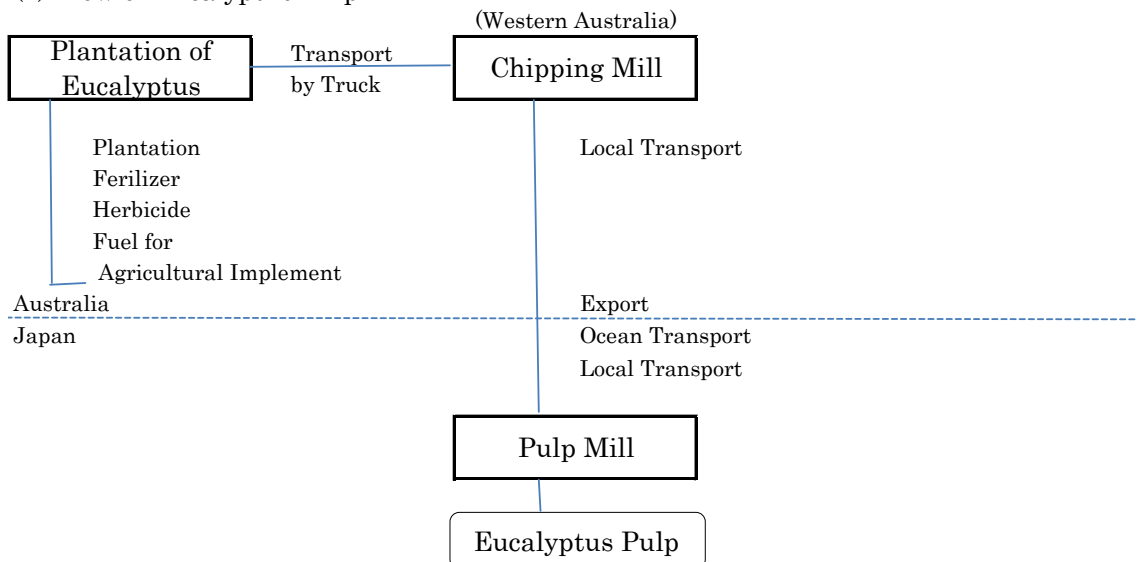 (Western Australia)
Plantation of
Eucalyptus
Transport
by Truck
Chipping Mill
Plantation
Ferilizer
Herbicide
Fuel for
Agricultural Implement
Local Transport
Australia
Export
Japan
Ocean Transport
Local Transport
Pulp Mill
Eucalyptus Pulp